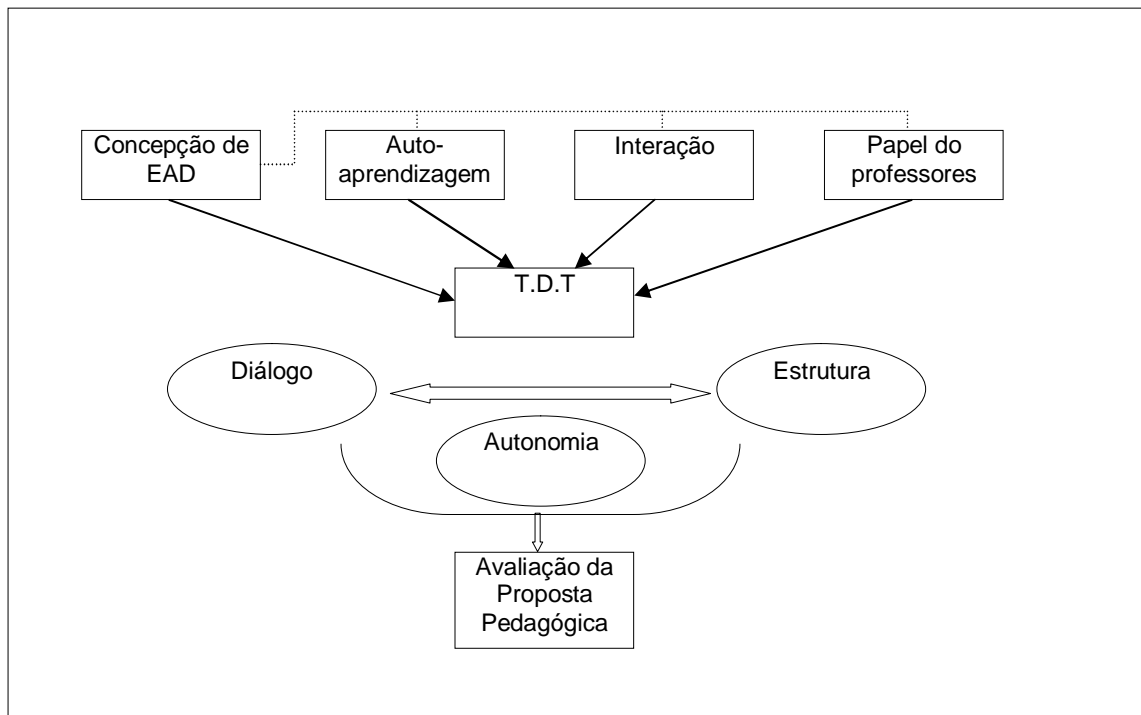 Concepção de
EAD
Auto-
aprendizagem
Interação
Papel do
professores
T.D.T
Diálogo
Estrutura
Autonomia
Avaliação da
Proposta
Pedagógica